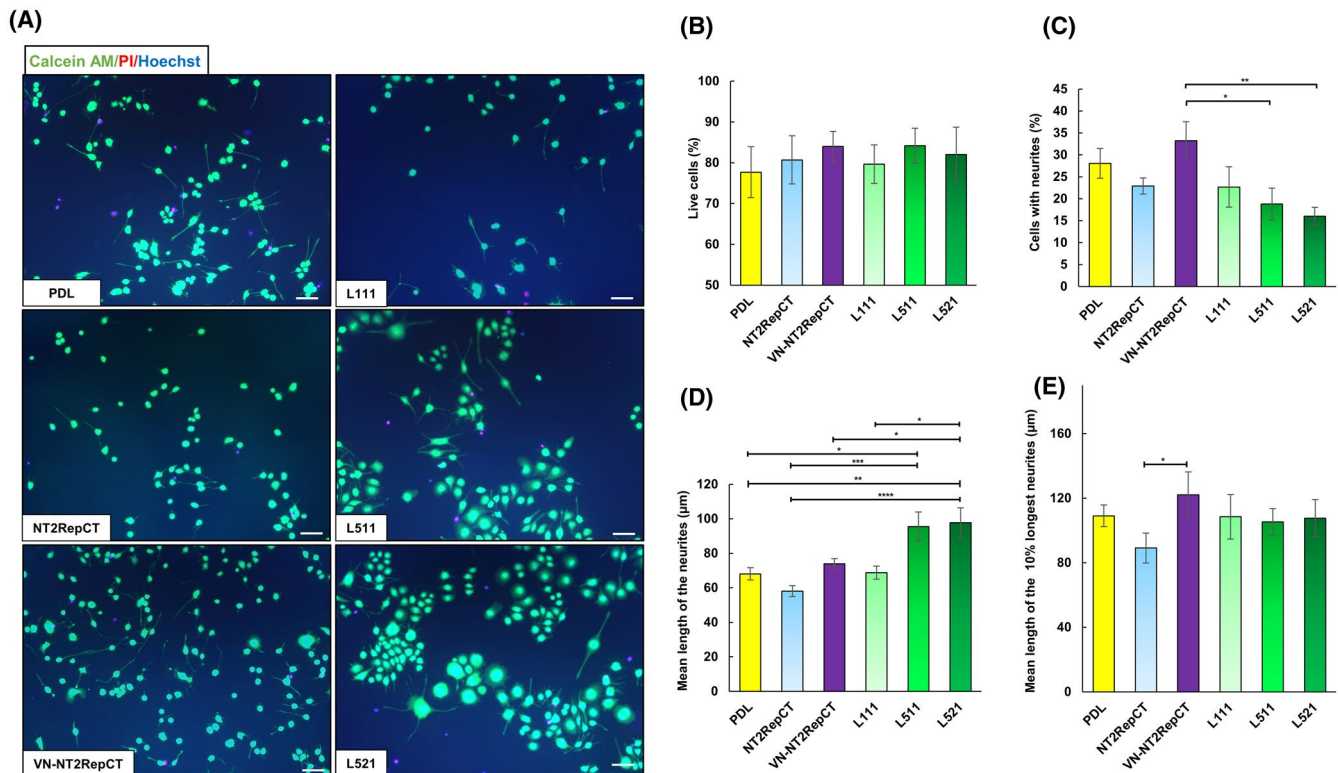 (A)
Calcein AM/PI/Hoechst
PDL
L111
NT2RepCT
L511
VN-NT2RepCT
L521
(B)
Live cells (%)
100
90
80
70
60
50
PDL
NT2RepCT
VN-NT2RepCT
L111
L511
L521
(C)
Cells with neurites (%)
45
40
35
30
25
20
15
10
5
0
**
*
PDL
NT2RepCT
VN-NT2RepCT
L111
L511
L521
(D)
Mean length of the neurites (µm)
*
*
*
***
**
****
120
100
80
60
40
20
0
PDL
NT2RepCT
VN-NT2RepCT
L111
L511
L521
(E)
Mean length of the 10% longest neurites (µm)
160
120
80
40
0
*
PDL
NT2RepCT
VN-NT2RepCT
L111
L511
L521